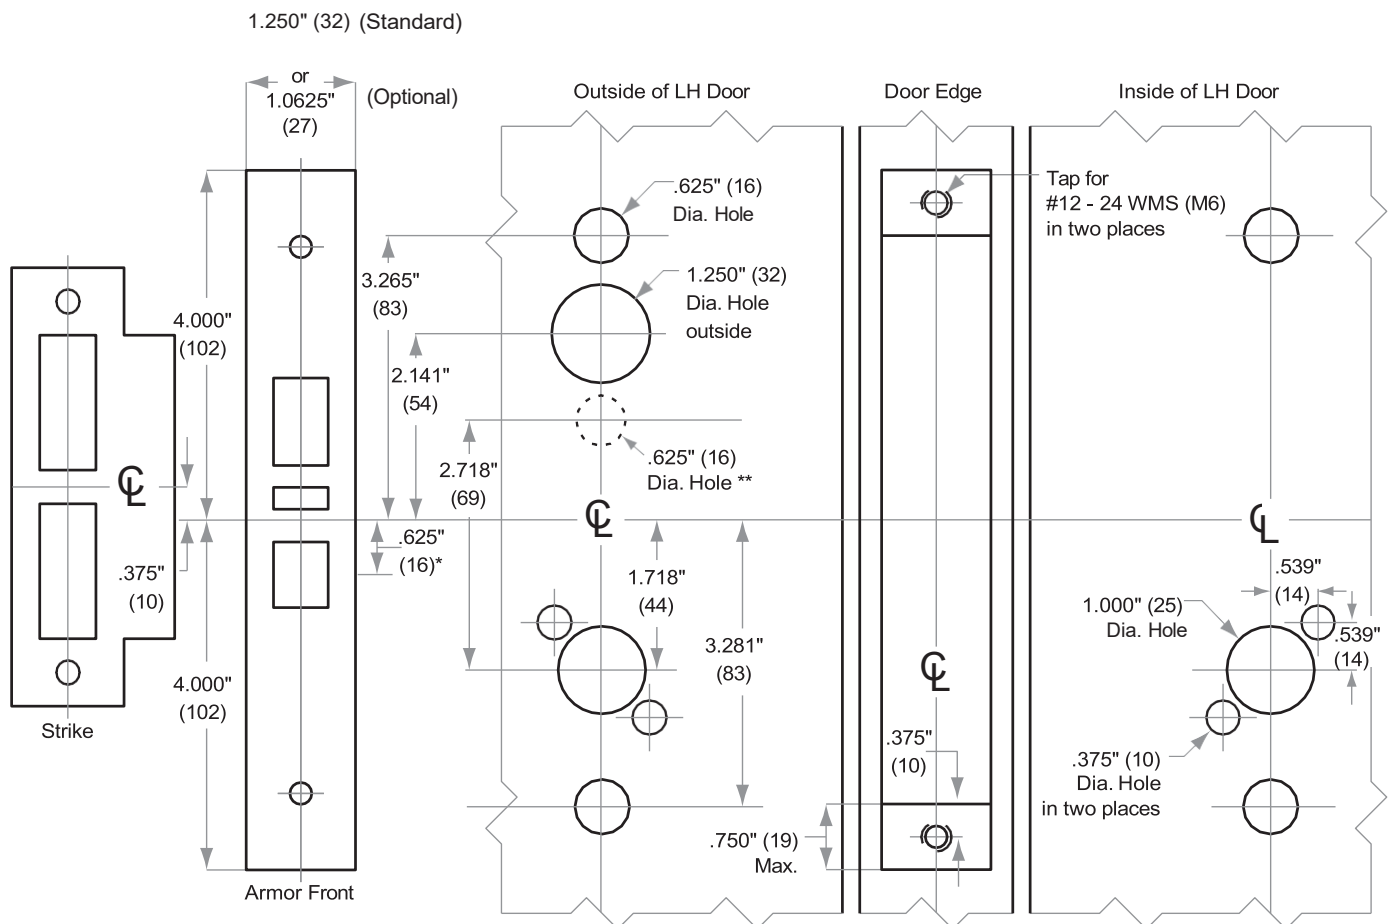 1.250" (32) (Standard)
or
1.0625"
(27)
(Optional)
Outside of LH Door
Door Edge
Inside of LH Door
.625" (16)
Dia. Hole
Tap for
#12 - 24 WMS (M6)
in two places
3.265"
(83)
1.250" (32)
Dia. Hole
outside
4.000"
(102)
2.141"
(54)
2.718"
(69)
.625" (16)
Dia. Hole **
℄
℄
℄
.625"
(16)*
.375"
(10)
1.718"
(44)
.539"
(14)
1.000" (25)
Dia. Hole
.539"
(14)
3.281"
(83)
℄
4.000"
(102)
Strike
.375"
(10)
.375" (10)
Dia. Hole
in two places
.750" (19)
Max.
Armor Front